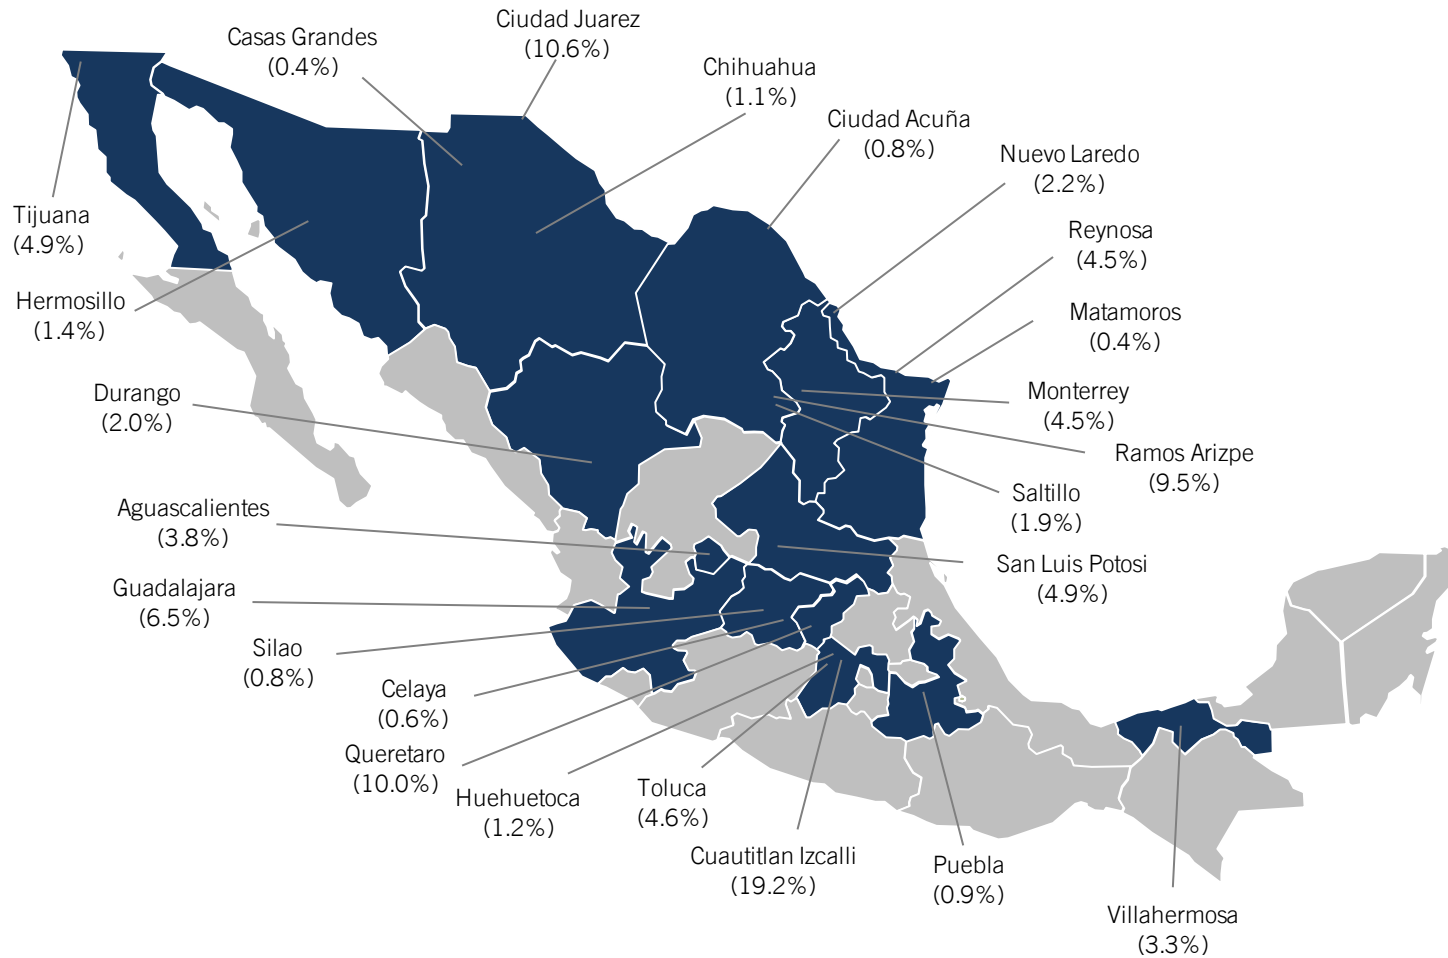 Casas Grandes
(0.4%)
Ciudad Juarez
(10.6%)
Chihuahua
(1.1%)
Ciudad Acuña
(0.8%)
Nuevo Laredo
(2.2%)
Reynosa
(4.5%)
Matamoros
(0.4%)
Monterrey
(4.5%)
Ramos Arizpe
(9.5%)
Saltillo
(1.9%)
San Luis Potosi
(4.9%)
Tijuana
(4.9%)
Hermosillo
(1.4%)
Durango
(2.0%)
Aguascalientes
(3.8%)
Guadalajara
(6.5%)
Silao
(0.8%)
Celaya
(0.6%)
Queretaro
(10.0%)
Huehuetoca
(1.2%)
Toluca
(4.6%)
Cuautitlan Izcalli
(19.2%)
Puebla
(0.9%)
Villahermosa
(3.3%)